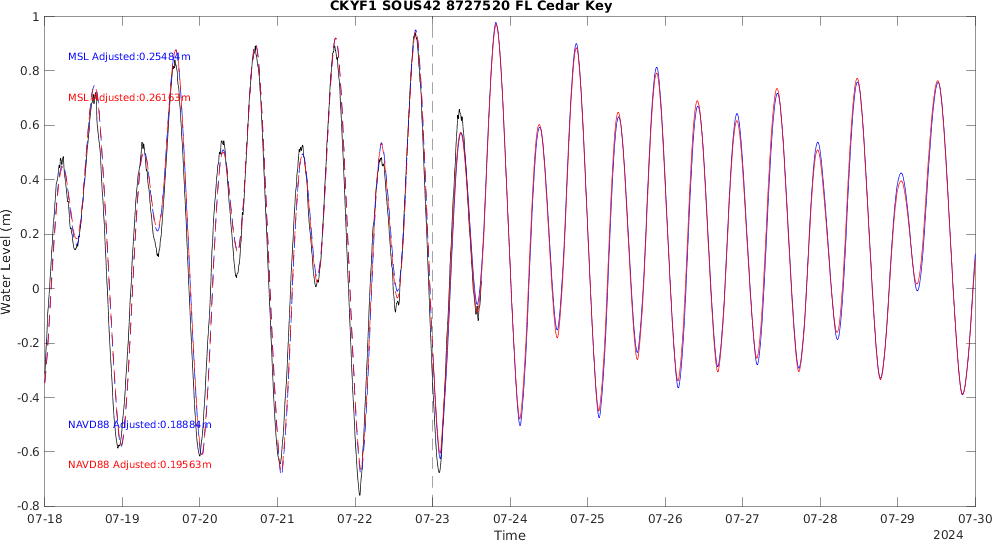 CKYF1 SOUS42 8727520 FL Cedar Key
1
0.8
0.6
0.4
0.2
0
-0.2
-0.4
-0.6
-0.8
Water Level (m)
MSL Adjusted:0.25484m
MSL Adjusted:0.26163m
NAVD88 Adjusted:0.18884m
NAVD88 Adjusted:0.19563m
07-18 07-19 07-20 07-21 07-22 07-23 07-24 07-25 07-26 07-27 07-28 07-29 07-30
Time
2024